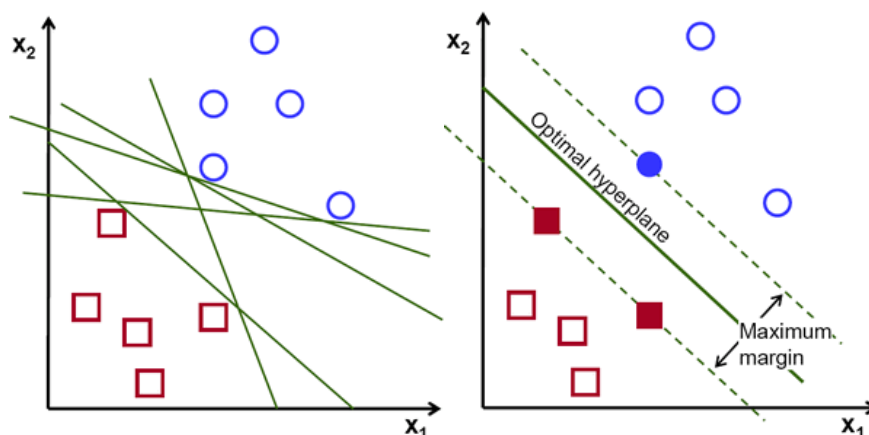 x₂
x₁
x₂
Optimal hyperplane
Maximum
margin
x₁